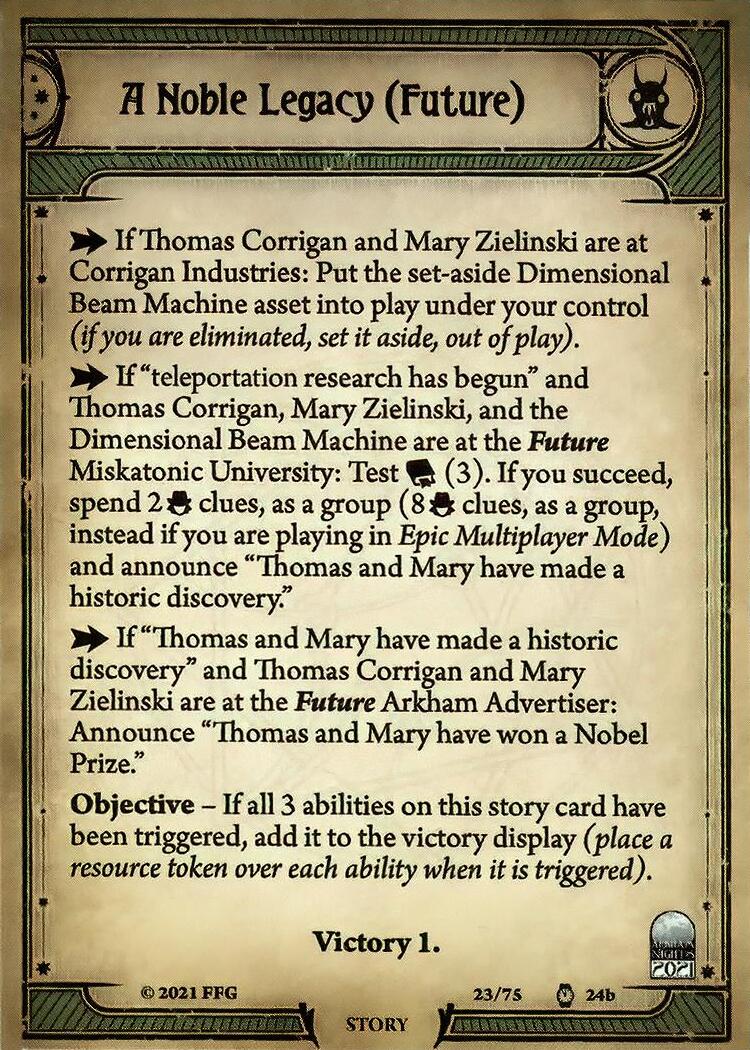 A Noble Legacy (Future)
If Thomas Corrigan and Mary Zielinski are at
Corrigan Industries: Put the set-aside Dimensional
Beam Machine asset into play under your control
(if you are eliminated, set it aside, out of play).
If “teleportation research has begun” and
Thomas Corrigan, Mary Zielinski, and the
Dimensional Beam Machine are at the Future
Miskatonic University: Test (3). If you succeed,
spend 2 clues, as a group (8 clues, as a group,
instead if you are playing in Epic Multiplayer Mode)
and announce “Thomas and Mary have made a
historic discovery.”
If “Thomas and Mary have made a historic
discovery” and Thomas Corrigan and Mary
Zielinski are at the Future Arkham Advertiser:
Announce “Thomas and Mary have won a Nobel
Prize.”
Objective – If all 3 abilities on this story card have
been triggered, add it to the victory display (place a
resource token over each ability when it is triggered).
Victory 1.
ARKHAM
NIGHTS
2021
© 2021 FFG
23/75
24b
STORY